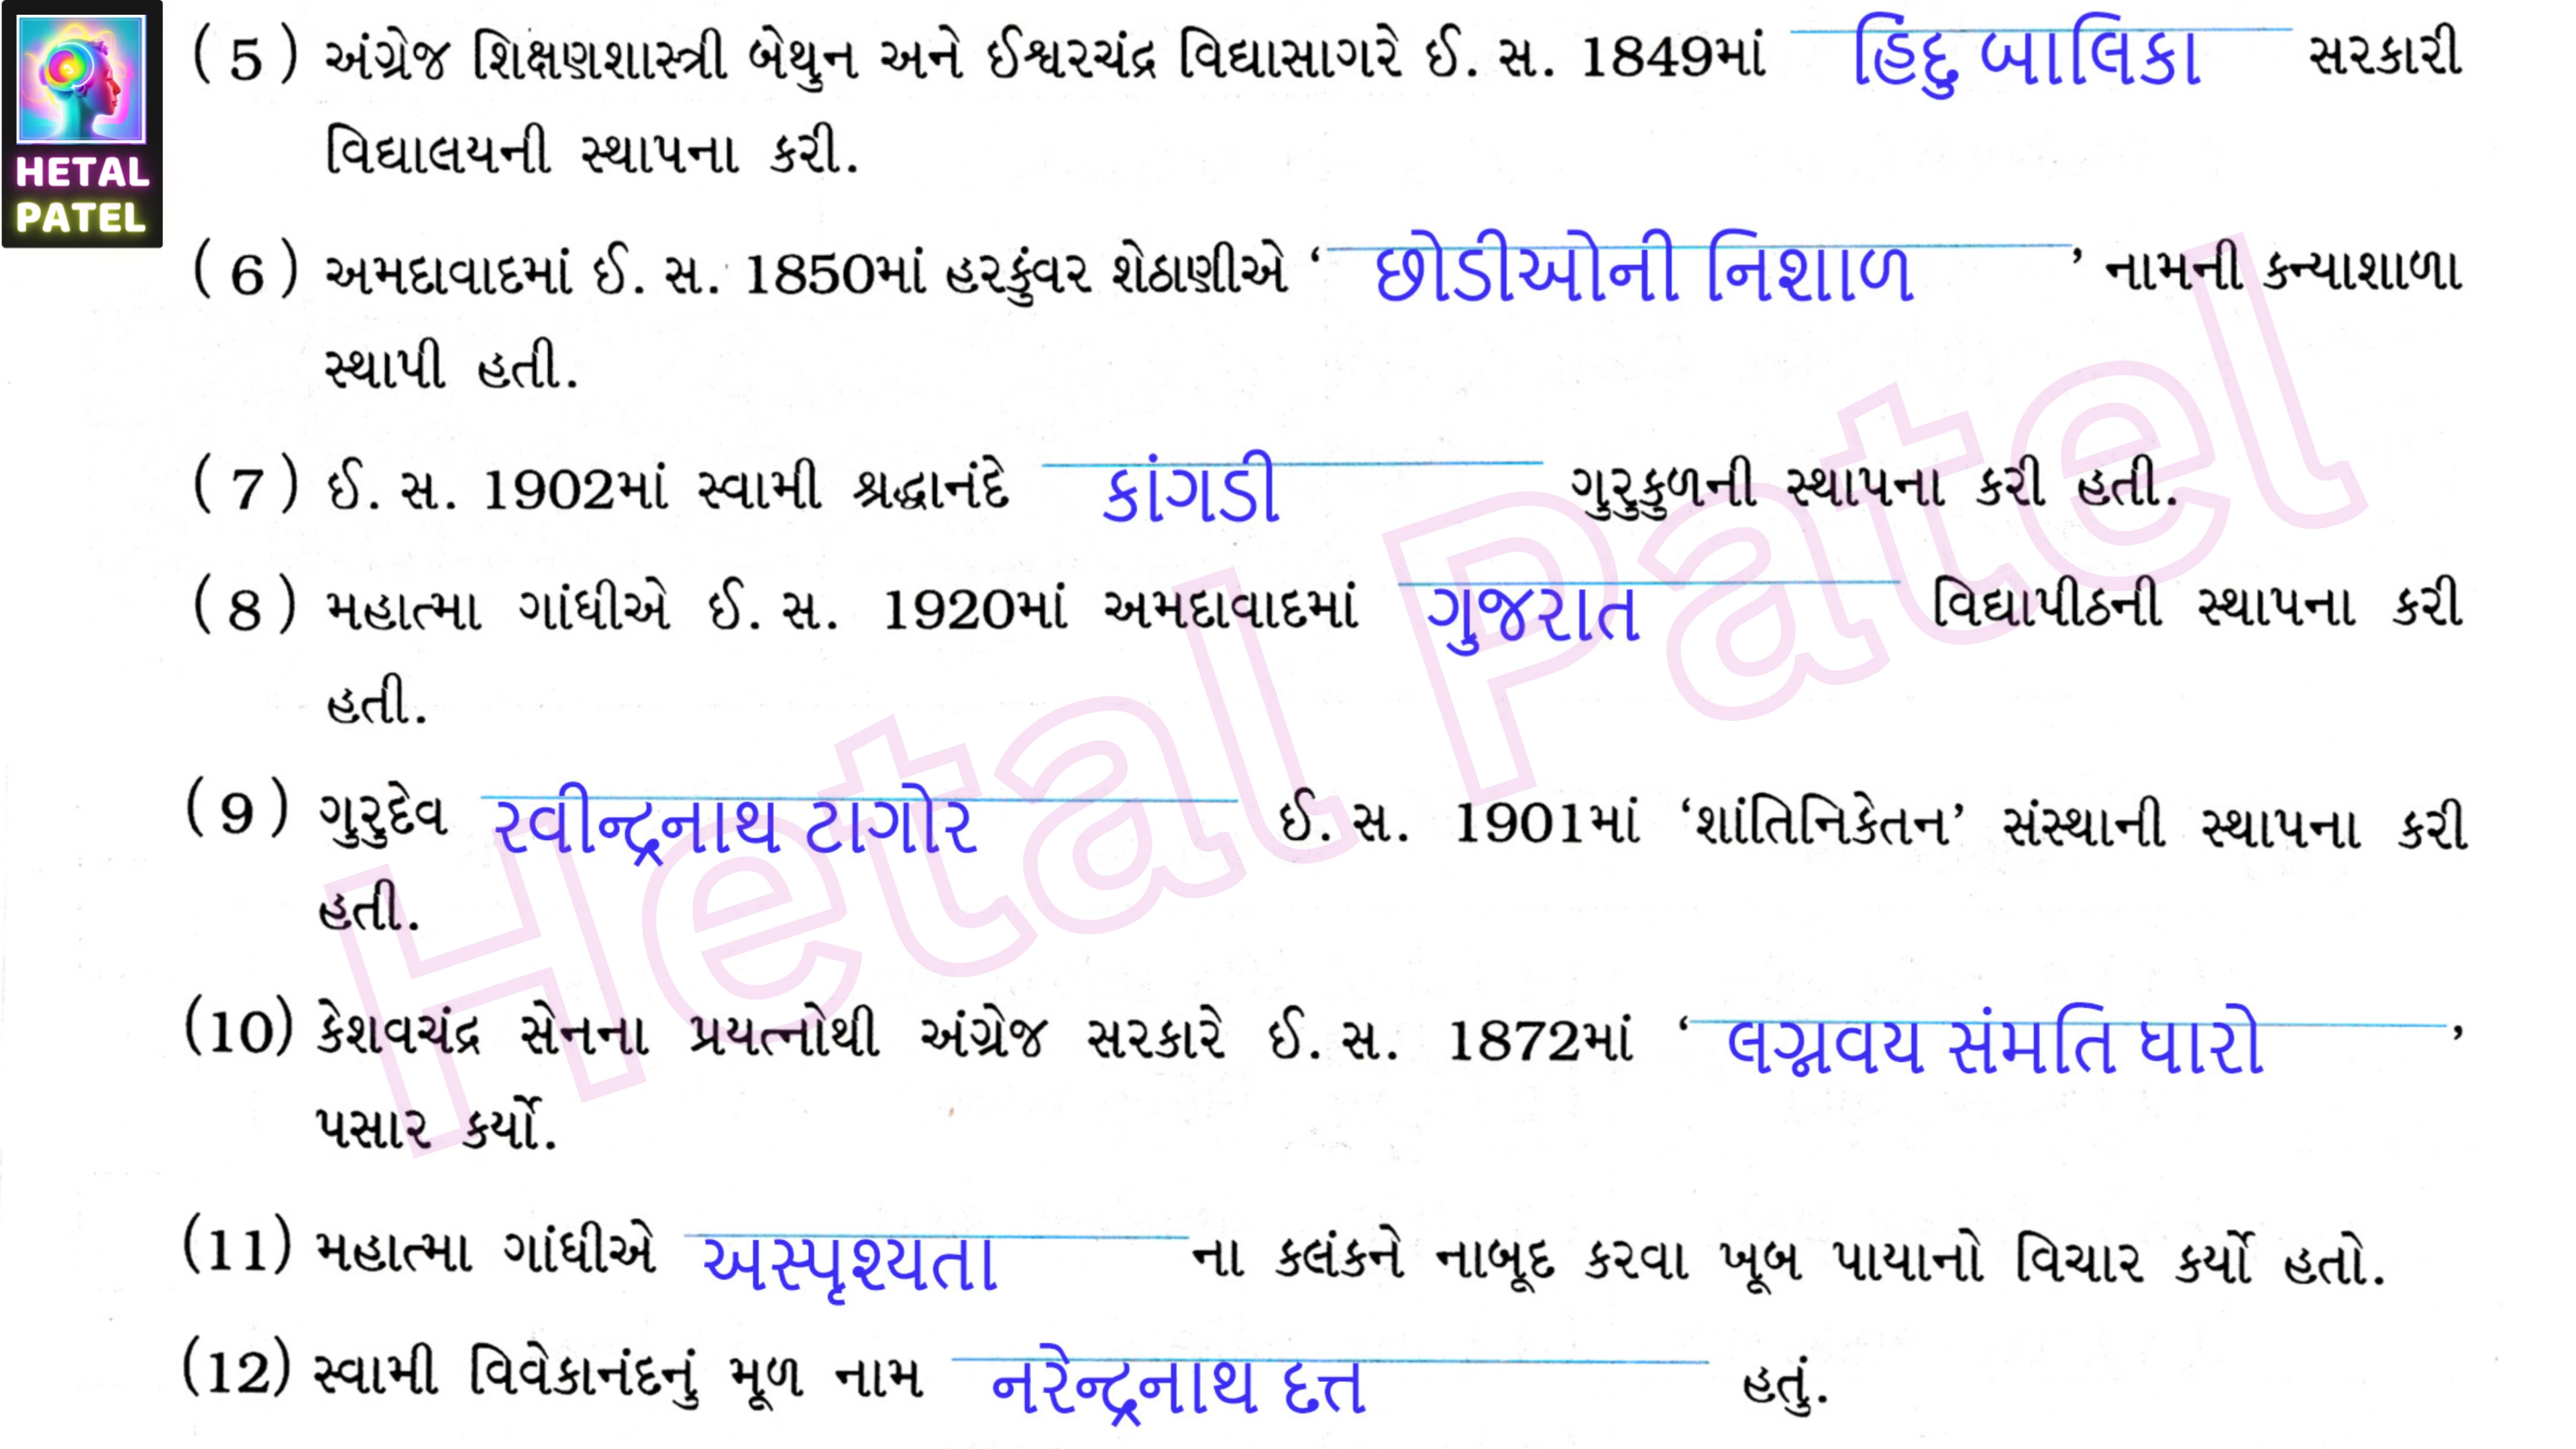 HETAL
PATEL
( 5 ) અંગ્રેજ શિક્ષણશાસ્ત્રી બેથુન અને ઈશ્વરચંદ્ર વિદ્યાસાગરે ઈ. સ. 1849માં હિંદુ બાલિકા સરકારી
વિદ્યાલયની સ્થાપના કરી.
( 6 ) અમદાવાદમાં ઈ. સ. 1850માં હરકુંવર શેઠાણીએ ‘ છોડીઓની નિશાળ ’ નામની કન્યાશાળા
સ્થાપી હતી.
( 7 ) ઈ. સ. 1902માં સ્વામી શ્રદ્ધાનંદે કાંગડી ગુરુકુળની સ્થાપના કરી હતી.
( 8 ) મહાત્મા ગાંધીએ ઈ. સ. 1920માં અમદાવાદમાં ગુજરાત વિદ્યાપીઠની સ્થાપના કરી
હતી.
( 9 ) ગુરુદેવ રવીન્દ્રનાથ ટાગોર ઈ. સ. 1901માં ‘શાંતિનિકેતન’ સંસ્થાની સ્થાપના કરી
હતી.
(10) કેશવચંદ્ર સેનના પ્રયત્નોથી અંગ્રેજ સરકારે ઈ. સ. 1872માં ‘ લગ્નવય સંમતિ ધારો ’
પસાર કર્યો.
(11) મહાત્મા ગાંધીએ અસ્પૃશ્યતા ના કલંકને નાબૂદ કરવા ખૂબ પાયાનો વિચાર કર્યો હતો.
(12) સ્વામી વિવેકાનંદનું મૂળ નામ નરેન્દ્રનાથ દત્ત હતું.
Hetal Patel